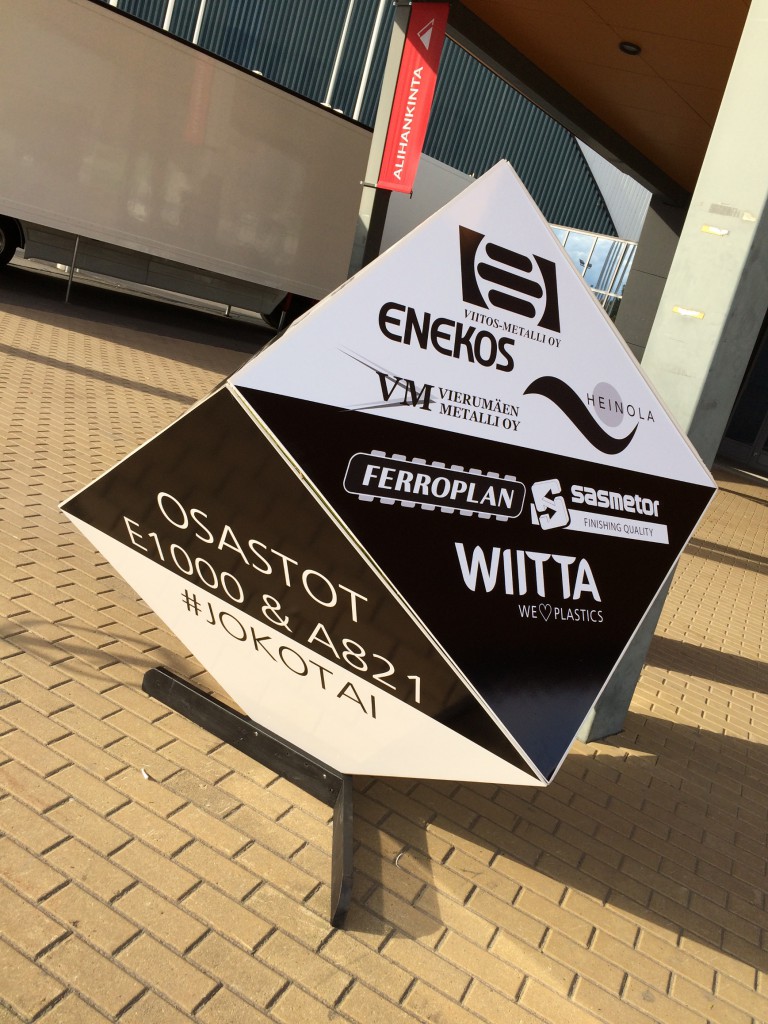 ALIHANKINTA
VIITOS-METALLI OY
ENEKOS
VM VIERUMÄEN
METALLI OY
HEINOLA
FERROPLAN
sasmetor
FINISHING QUALITY
WIITTA
WE♡PLASTICS
OSASTOT
E1000 & A821
#JOKOTAI